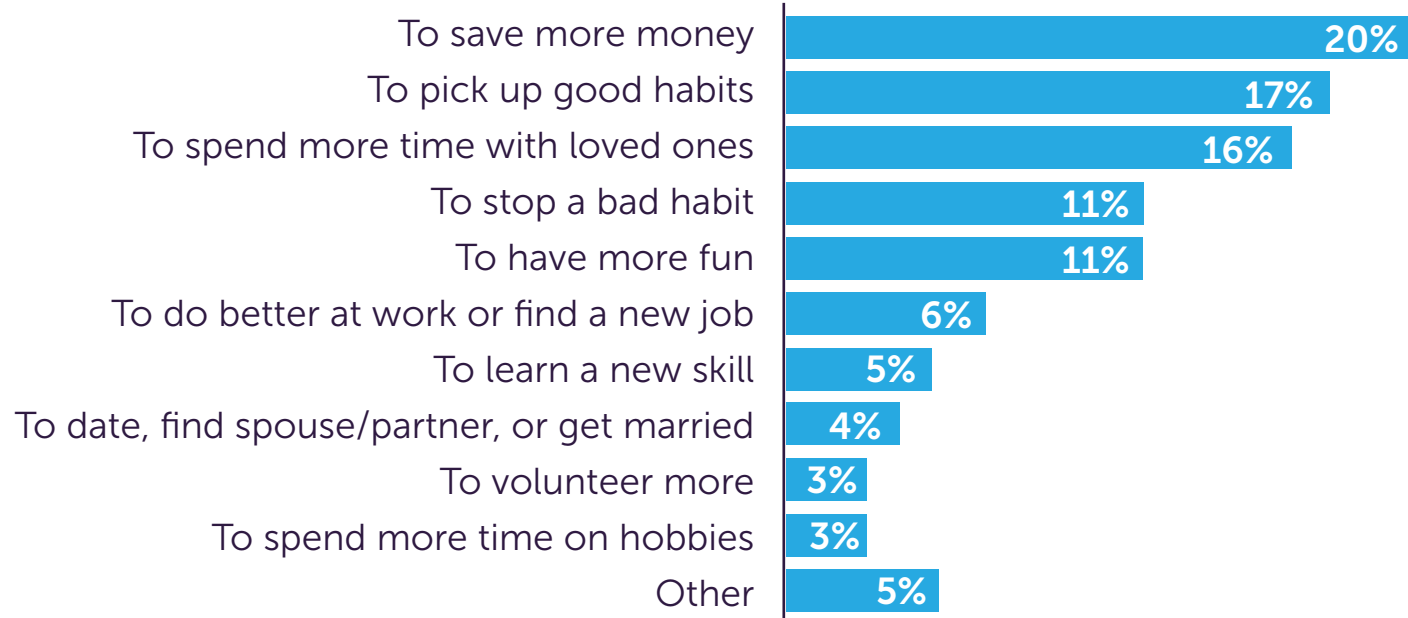 To save more money 20%
To pick up good habits 17%
To spend more time with loved ones 16%
To stop a bad habit 11%
To have more fun 11%
To do better at work or find a new job 6%
To learn a new skill 5%
To date, find spouse/partner, or get married 4%
To volunteer more 3%
To spend more time on hobbies 3%
Other 5%